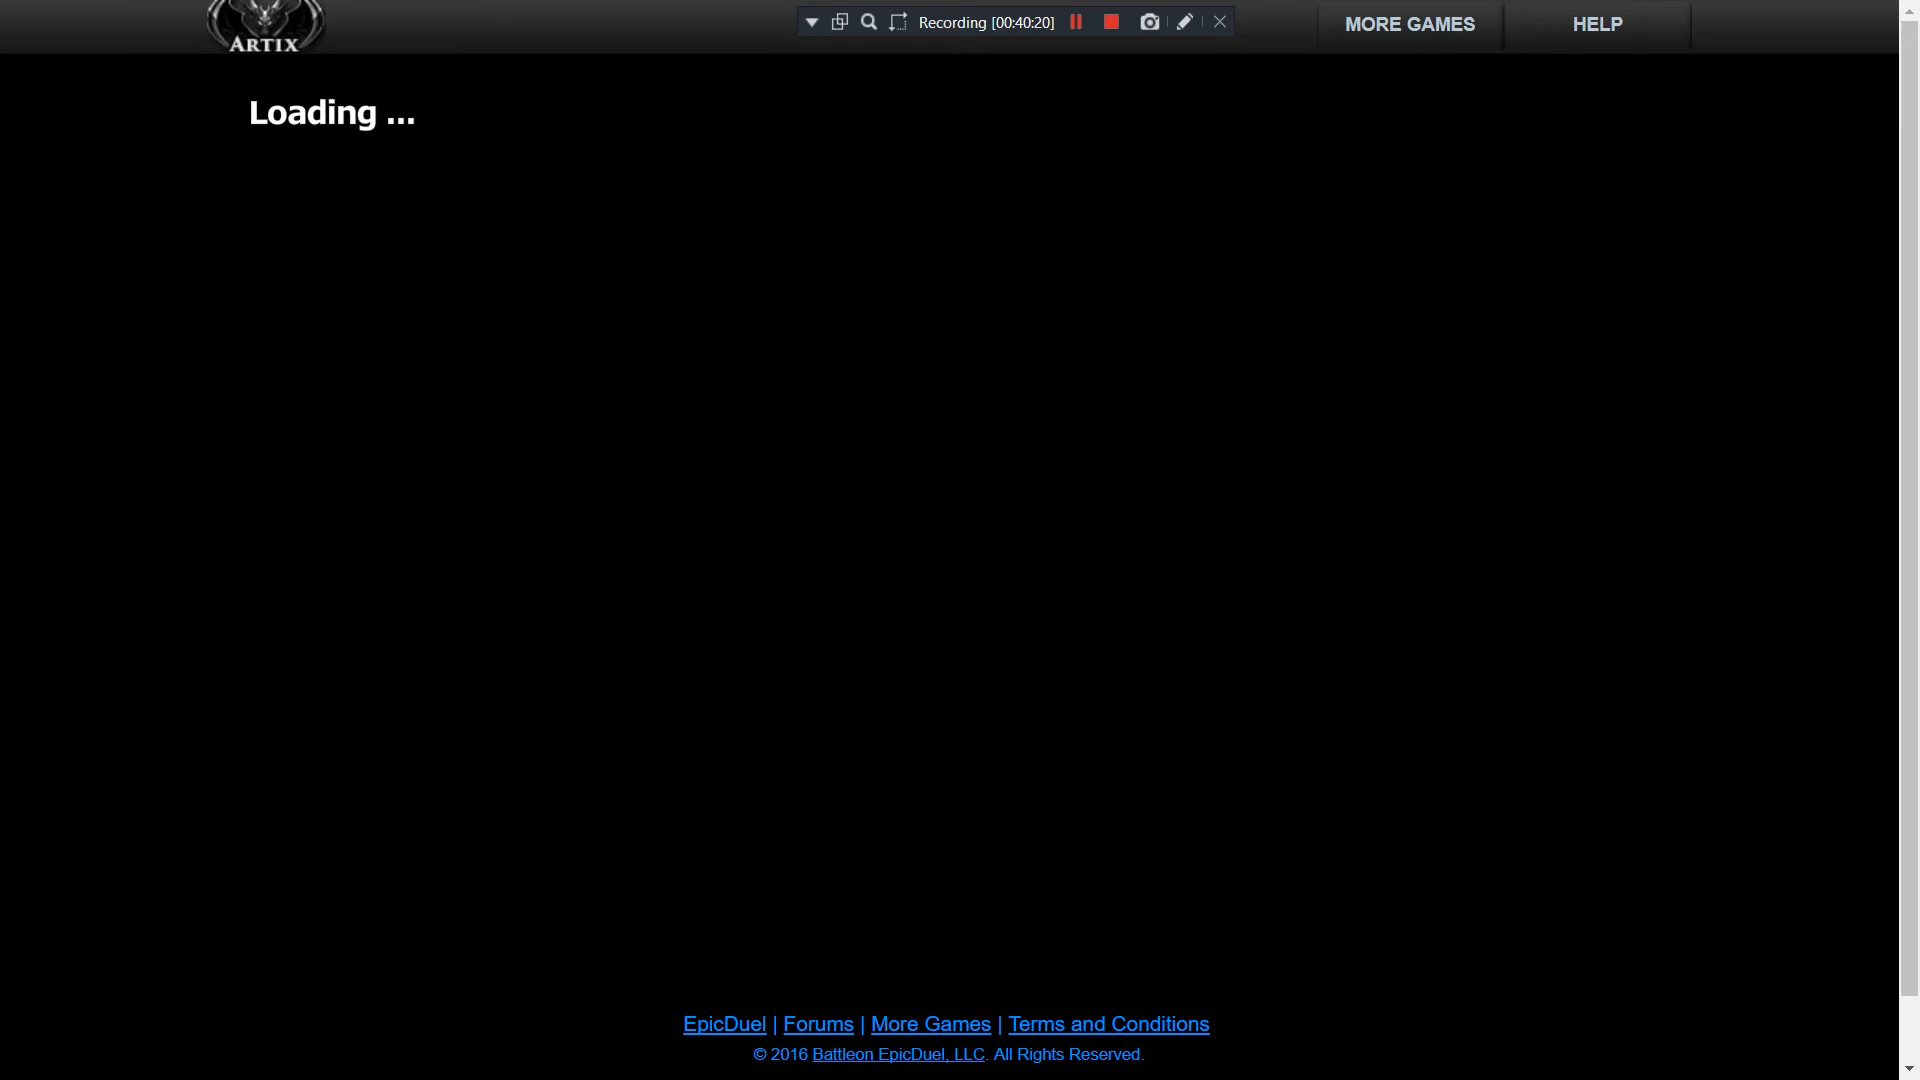 ARTIX
Recording [00:40:20]
MORE GAMES
HELP
Loading ...
EpicDuel | Forums | More Games | Terms and Conditions
© 2016 Battleon EpicDuel, LLC. All Rights Reserved.